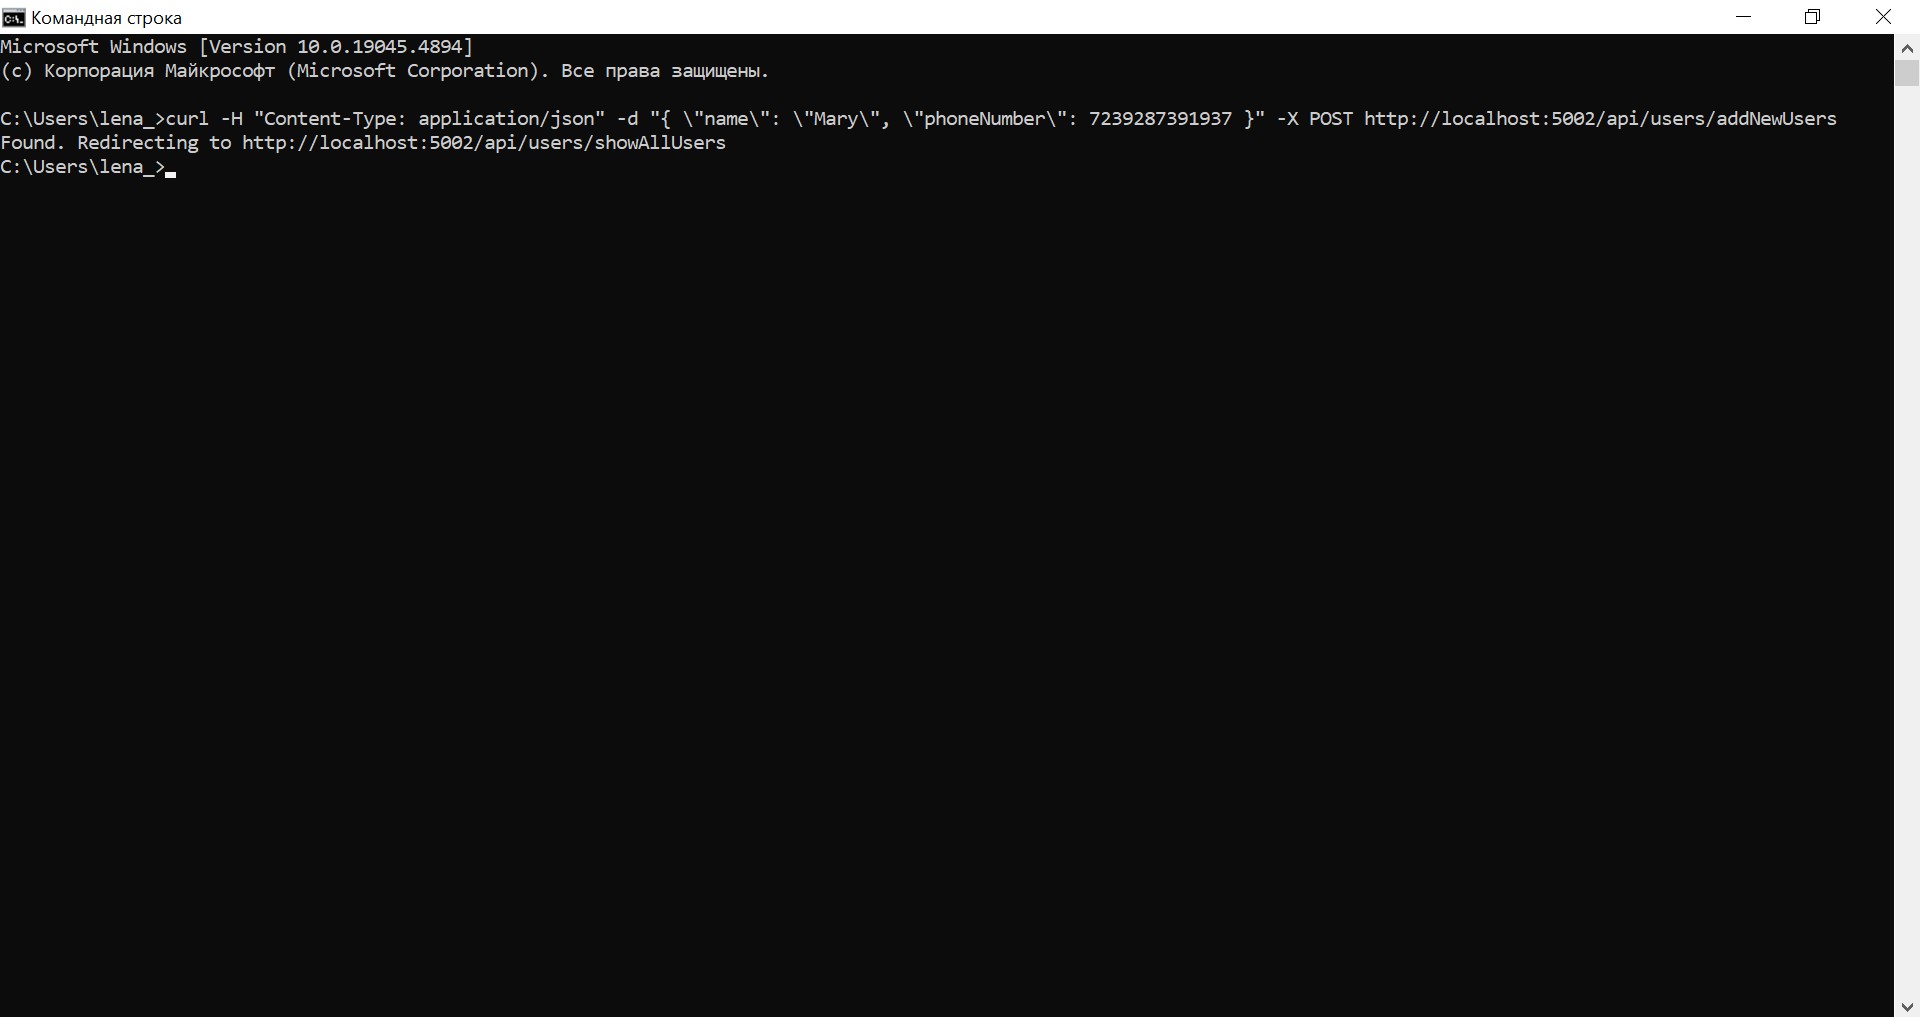 Командная строка
Microsoft Windows [Version 10.0.19045.4894]
(c) Корпорация Майкрософт (Microsoft Corporation). Все права защищены.
C:\Users\lena_>curl -H "Content-Type: application/json" -d "{ \"name\": \"Mary\", \"phoneNumber\": 7239287391937 }" -X POST http://localhost:5002/api/users/addNewUsers
Found. Redirecting to http://localhost:5002/api/users/showAllUsers
C:\Users\lena_>